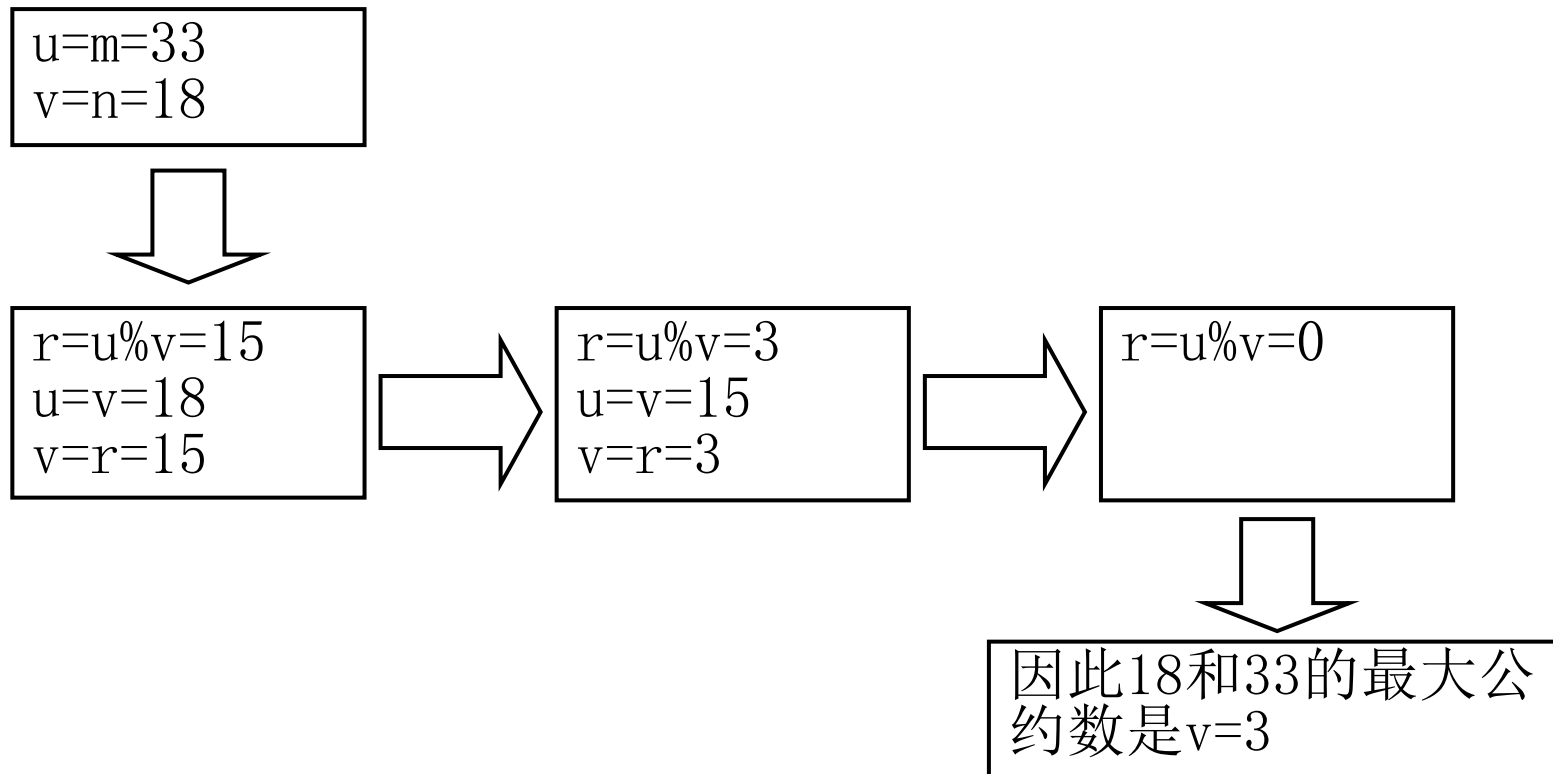 u=m=33
v=n=18
r=u%v=15
u=v=18
v=r=15
r=u%v=3
u=v=15
v=r=3
r=u%v=0
因此18和33的最大公
约数是v=3